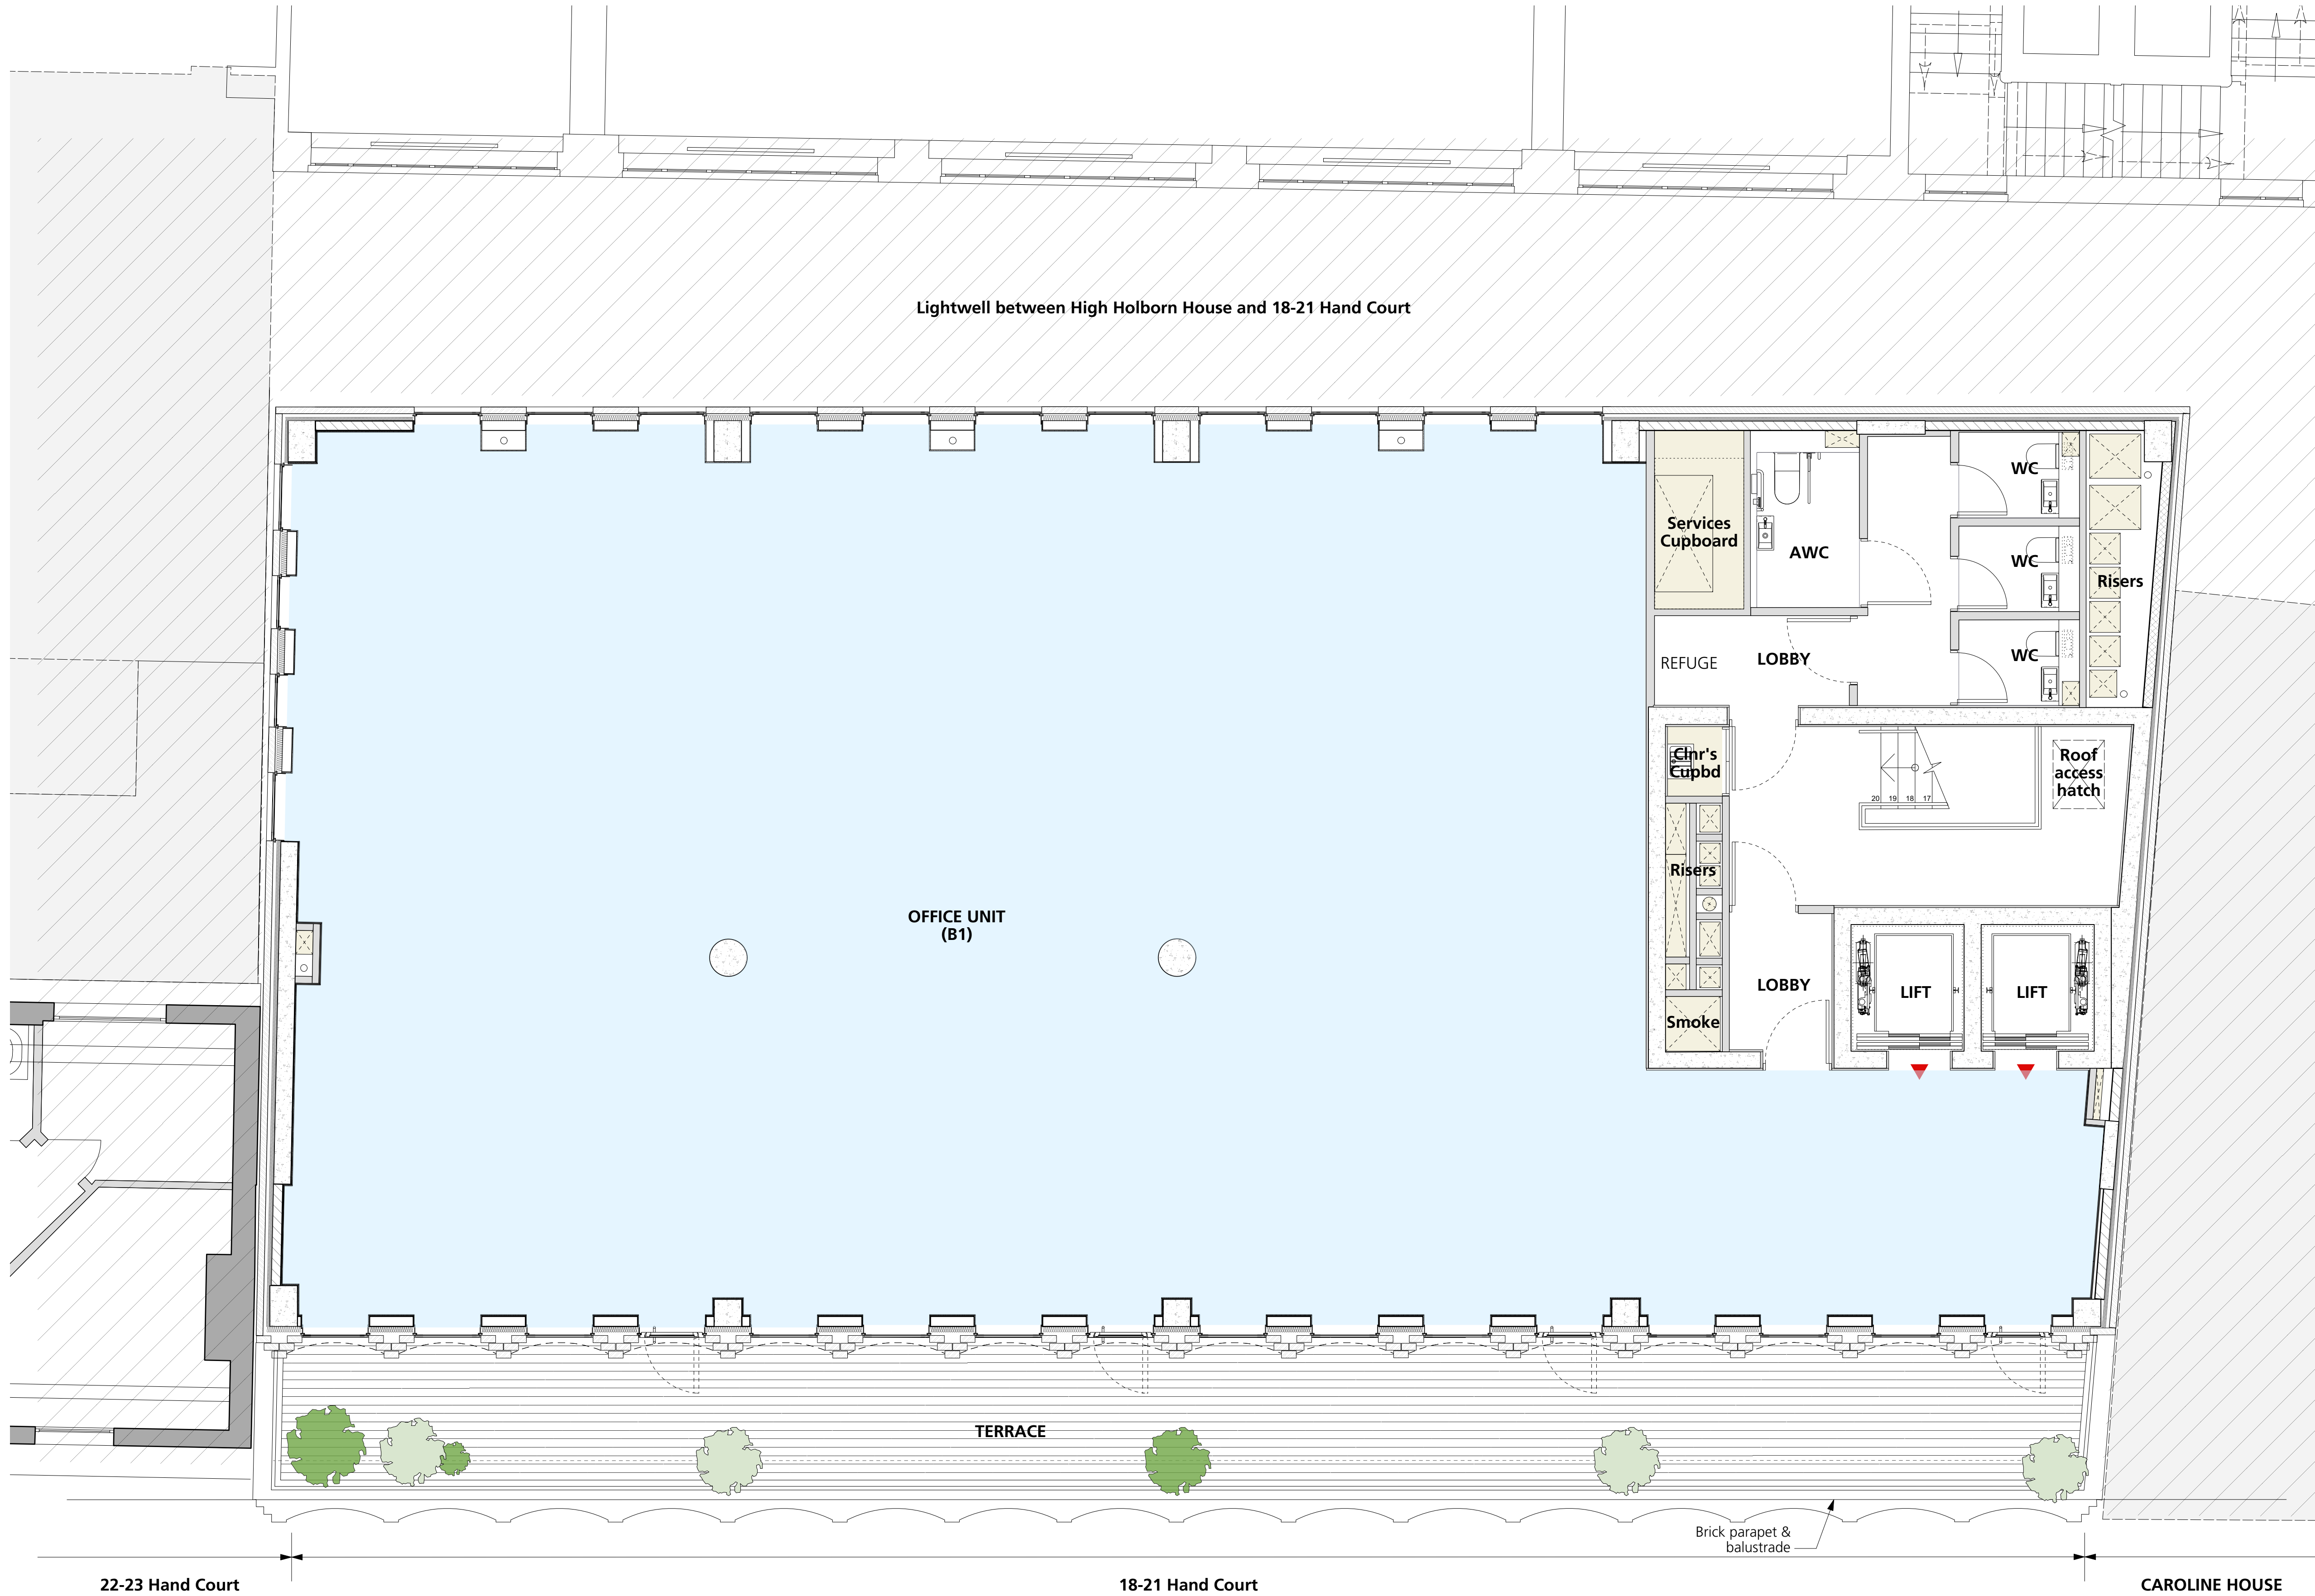 Lightwell between High Holborn House and 18-21 Hand Court
WC
Services
Cupboard
AWC
WC
Risers
REFUGE
LOBBY
WC
Clnr's
Cupbd
Roof
access
hatch
20 19 18 17
Risers
OFFICE UNIT
(B1)
LOBBY
LIFT
LIFT
Smoke
TERRACE
Brick parapet &
balustrade
22-23 Hand Court
18-21 Hand Court
CAROLINE HOUSE